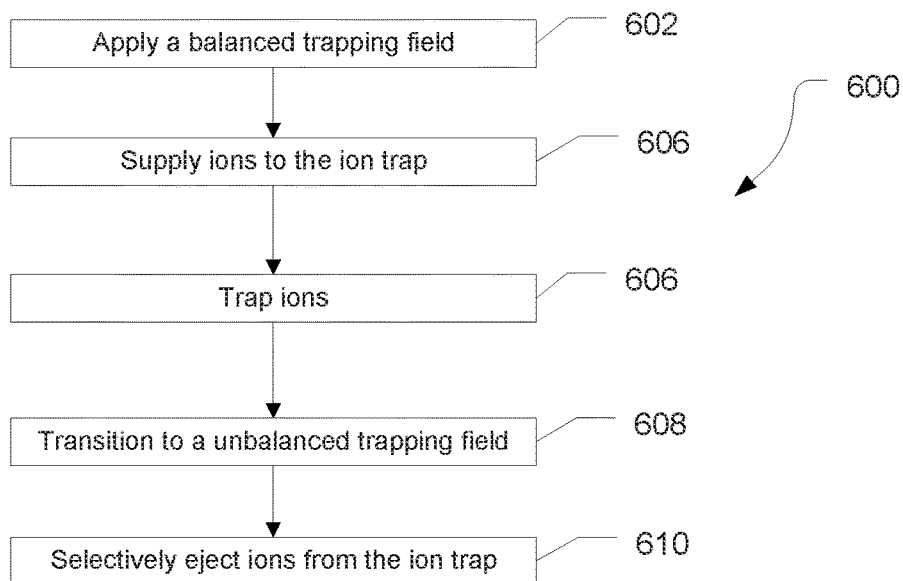 Apply a balanced trapping field
602
600
Supply ions to the ion trap
606
Trap ions
606
Transition to a unbalanced trapping field
608
Selectively eject ions from the ion trap
610